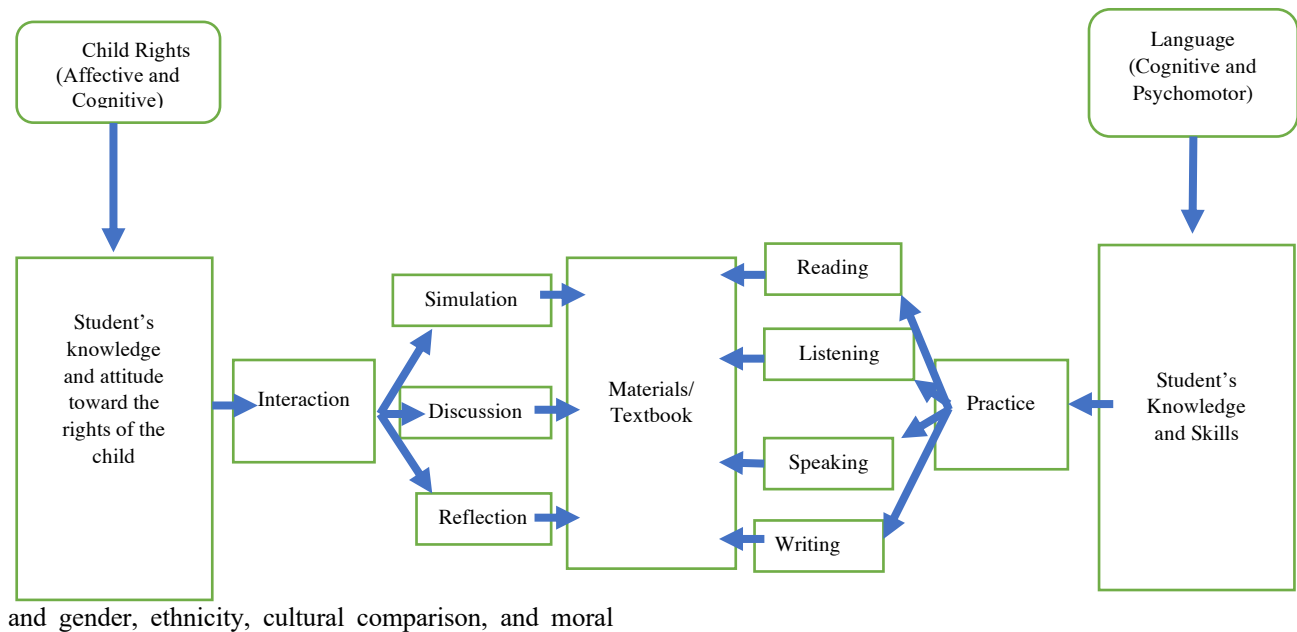 Child Rights
(Affective and
Cognitive)
Language
(Cognitive and
Psychomotor)
Student’s
knowledge
and attitude
toward the
rights of the
child
Interaction
Simulation
Discussion
Reflection
Materials/
Textbook
Reading
Listening
Speaking
Writing
Practice
Student’s
Knowledge
and Skills
and gender, ethnicity, cultural comparison, and moral